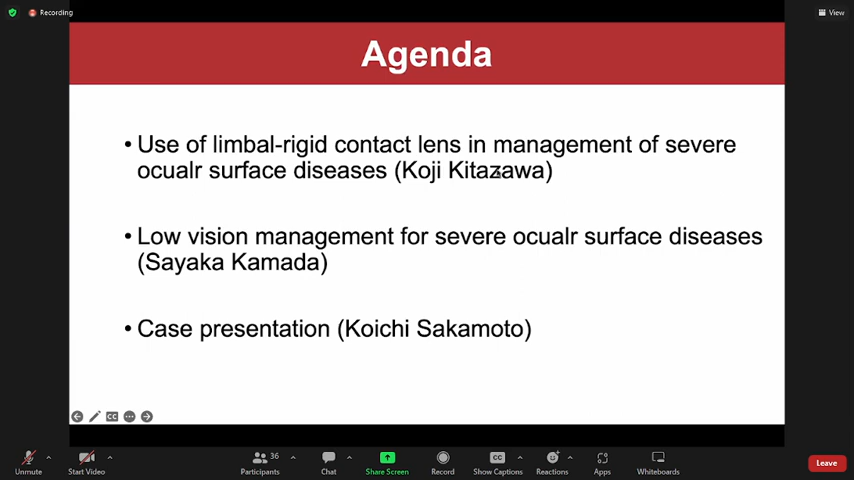 Recording
View
Agenda
• Use of limbal-rigid contact lens in management of severe
ocualr surface diseases (Koji Kitazawa)
• Low vision management for severe ocualr surface diseases
(Sayaka Kamada)
• Case presentation (Koichi Sakamoto)
CC
36
CC
Unmute
Start Video
Participants
Chat
Share Screen
Record
Show Captions
Reactions
Apps
Whiteboards
Leave